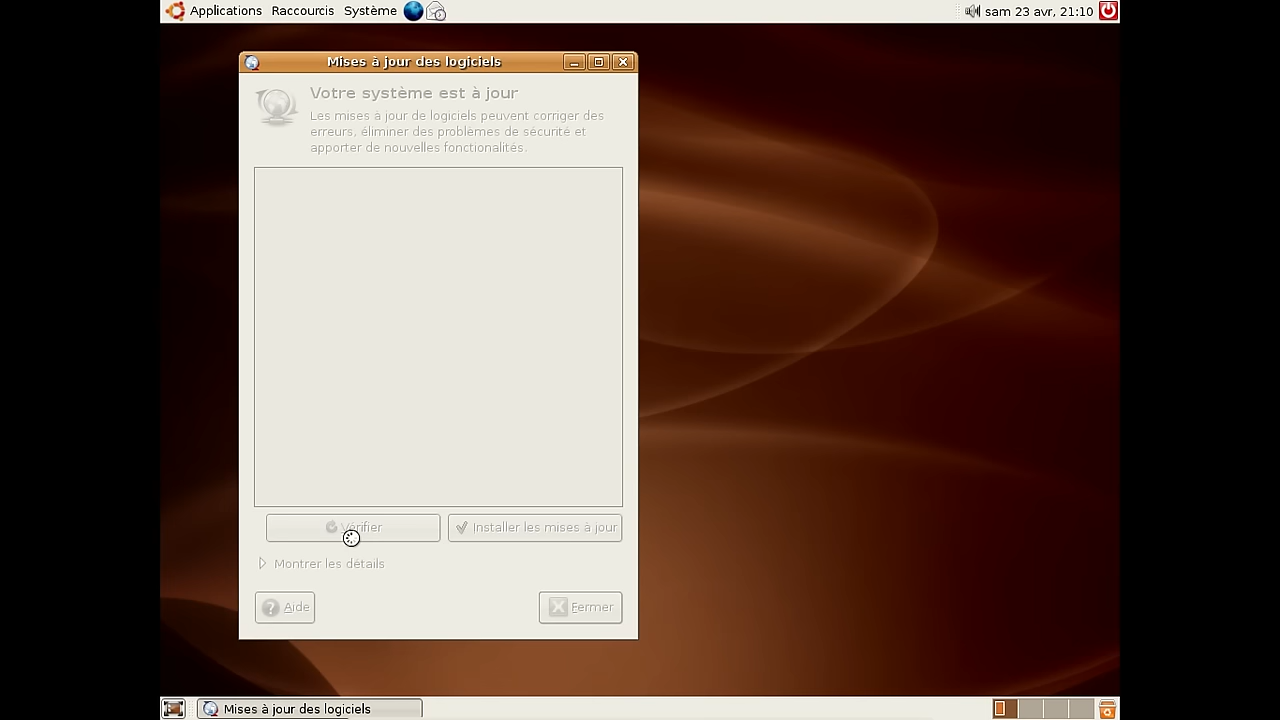 Applications Raccourcis Système sam 23 avr, 21:10
Mises à jour des logiciels
Votre système est à jour
Les mises à jour de logiciels peuvent corriger des
erreurs, éliminer des problèmes de sécurité et
apporter de nouvelles fonctionalités.
Vérifier Installer les mises à jour
Montrer les détails
Aide Fermer
Mises à jour des logiciels